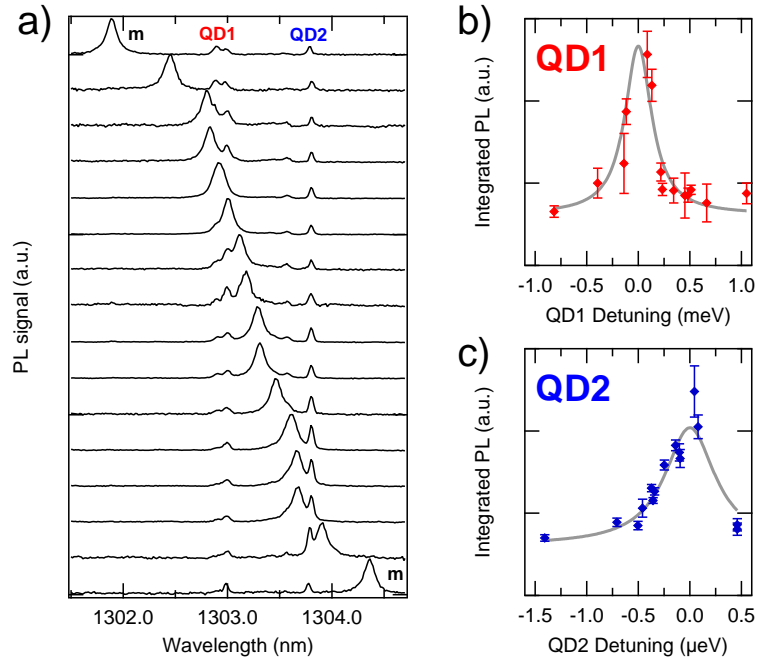 a)
QD1 QD2
m
m
PL signal (a.u.)
1302.0 1303.0 1304.0
Wavelength (nm)
b)
QD1
Integrated PL (a.u.)
-1.0 -0.5 0.0 0.5 1.0
QD1 Detuning (meV)
c)
QD2
Integrated PL (a.u.)
-1.5 -1.0 -0.5 0.0 0.5
QD2 Detuning (µeV)